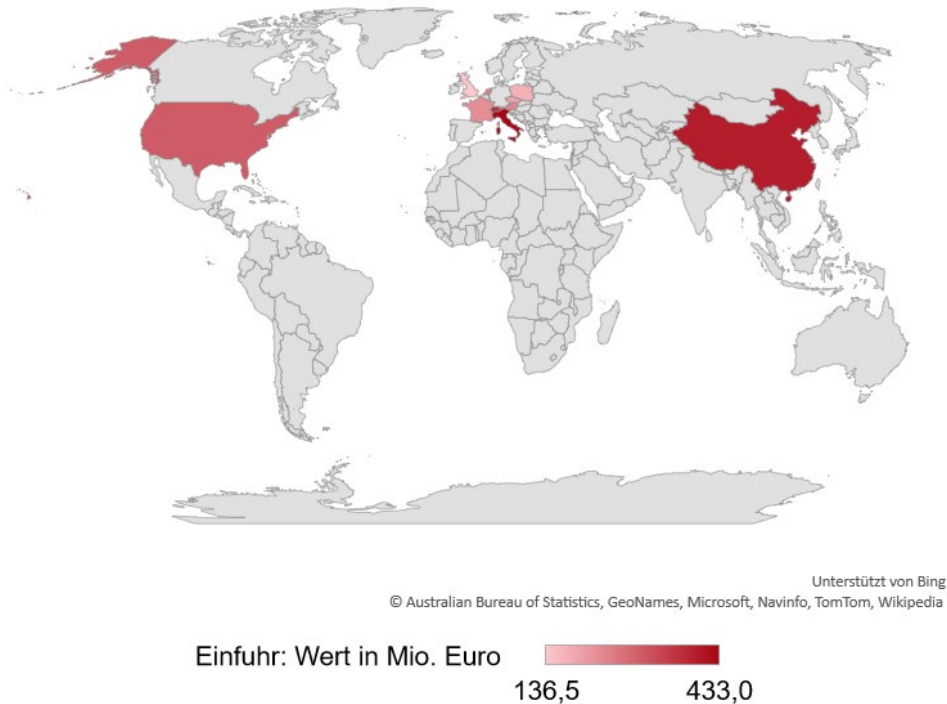 Unterstützt von Bing
© Australian Bureau of Statistics, GeoNames, Microsoft, Navinfo, TomTom, Wikipedia
Einfuhr: Wert in Mio. Euro
136,5 433,0